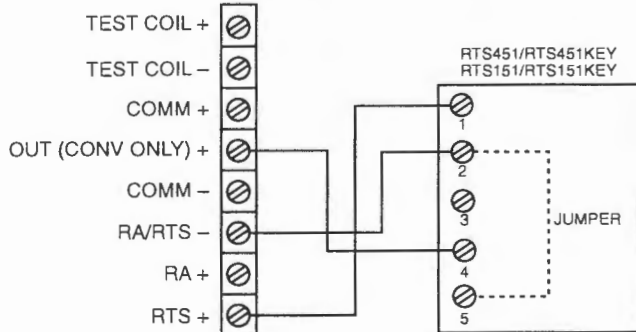 TEST COIL +
TEST COIL –
COMM +
OUT (CONV ONLY) +
COMM –
RA/RTS –
RA +
RTS +
RTS451/RTS451KEY
RTS151/RTS151KEY
1
2
3
4
5
JUMPER